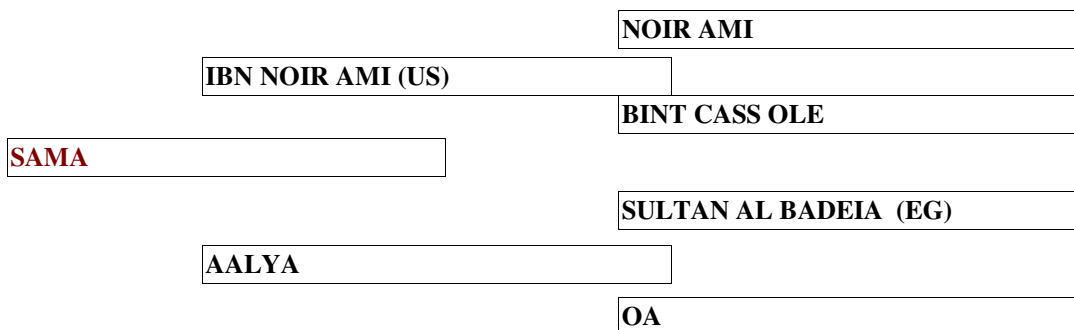 NOIR AMI
IBN NOIR AMI (US)
BINT CASS OLE
SAMA
SULTAN AL BADEIA (EG)
AALYA
OA